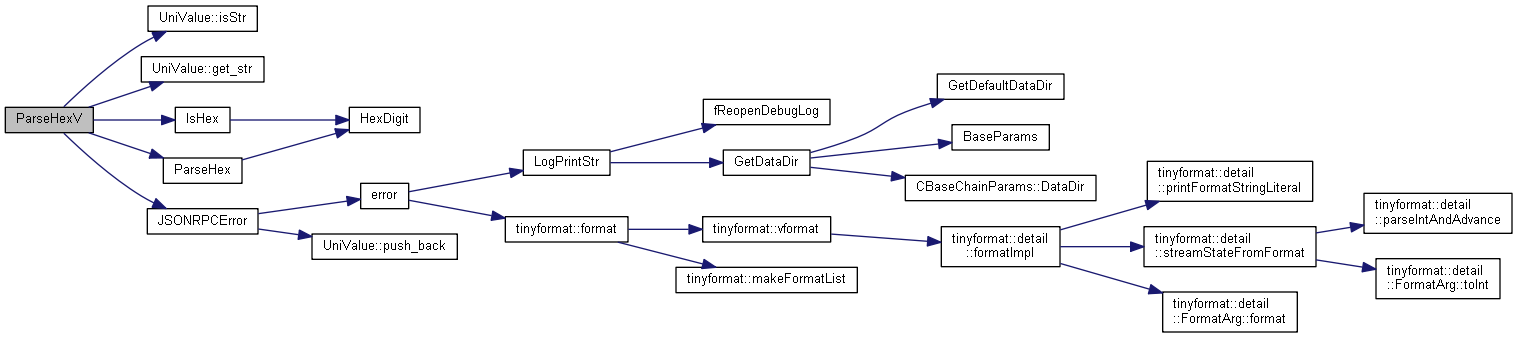 UniValue::isStr
UniValue::get_str
ParseHexV
IsHex
HexDigit
ParseHex
JSONRPCError
error
UniValue::push_back
LogPrintStr
tinyformat::format
fReopenDebugLog
GetDataDir
tinyformat::vformat
tinyformat::makeFormatList
GetDefaultDataDir
BaseParams
CBaseChainParams::DataDir
tinyformat::detail
::formatImpl
tinyformat::detail
::printFormatStringLiteral
tinyformat::detail
::streamStateFromFormat
tinyformat::detail
::FormatArg::format
tinyformat::detail
::parseIntAndAdvance
tinyformat::detail
::FormatArg::toInt